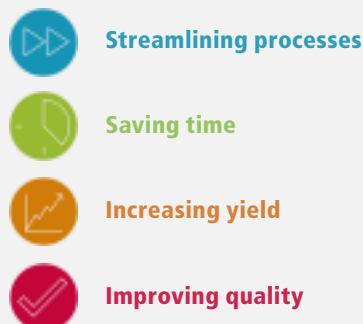 Streamlining processes
Saving time
Increasing yield
Improving quality